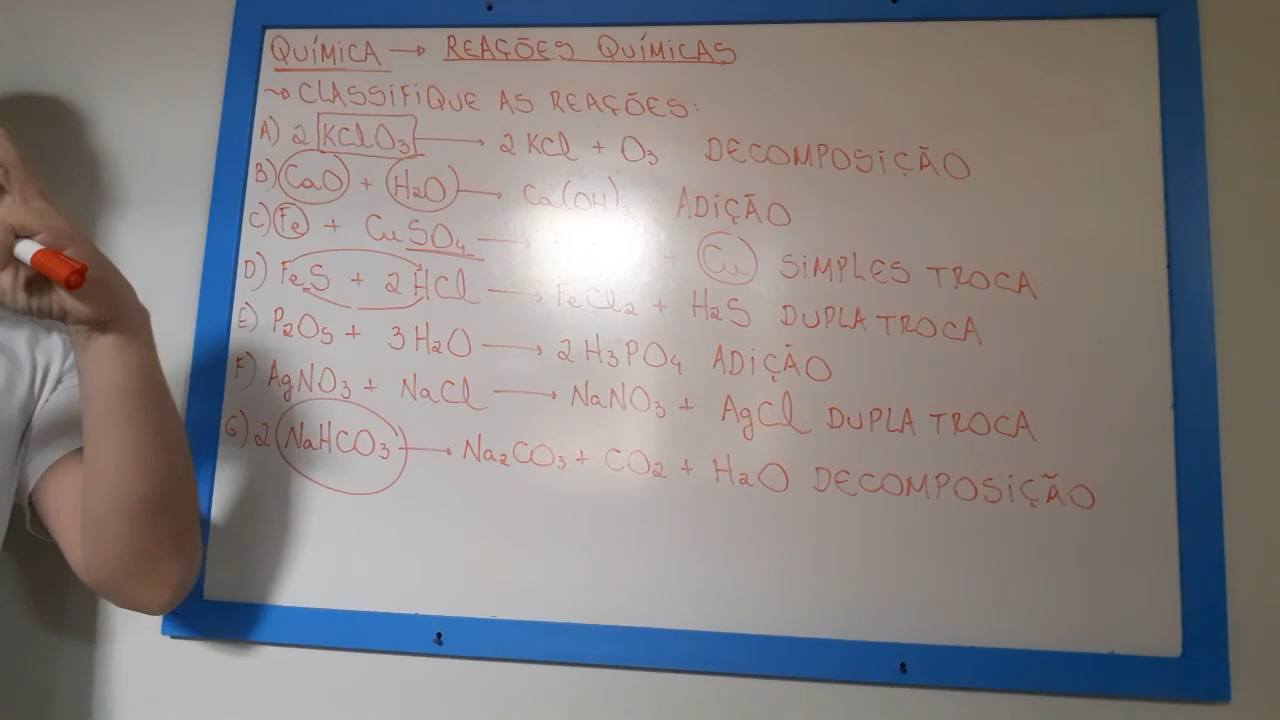 QUÍMICA → REAÇÕES QUÍMICAS
~> CLASSIFIQUE AS REAÇÕES:
A) 2 KClO3 → 2 KCl + O3 DECOMPOSIÇÃO
B) CaO + H2O → Ca(OH) ADIÇÃO
C) Fe + CuSO4 → + Cu SIMPLES TROCA
D) FeS + 2 HCl → FeCl2 + H2S DUPLA TROCA
E) P2O5 + 3 H2O → 2 H3PO4 ADIÇÃO
F) AgNO3 + NaCl → NaNO3 + AgCl DUPLA TROCA
G) 2 NaHCO3 → Na2CO3 + CO2 + H2O DECOMPOSIÇÃO